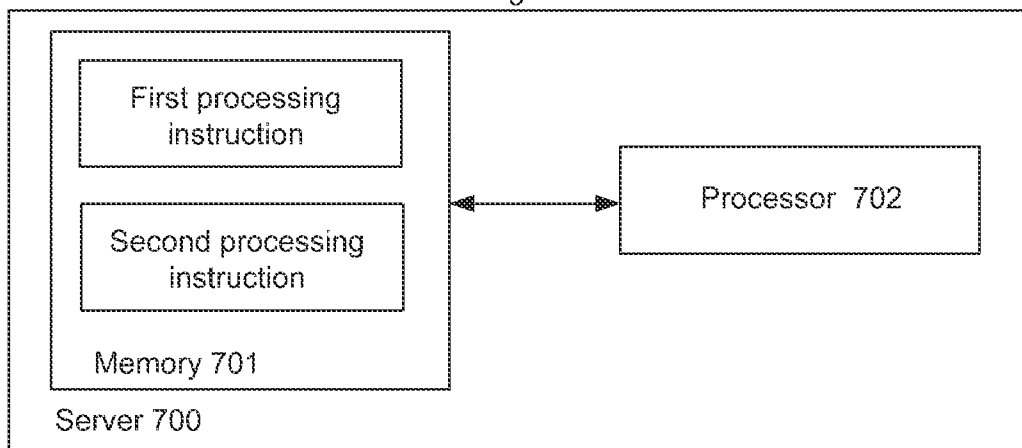 First processing
instruction
Second processing
instruction
Memory 701
Server 700
Processor 702